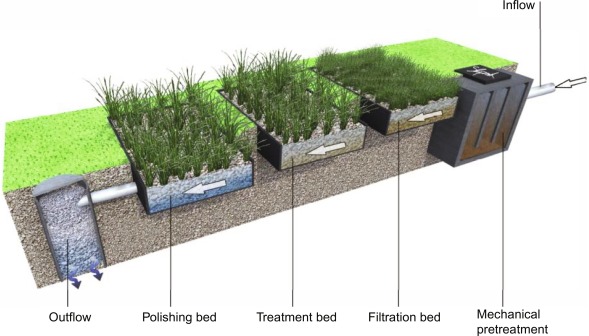 Inflow
Outflow
Polishing bed
Treatment bed
Filtration bed
Mechanical
pretreatment